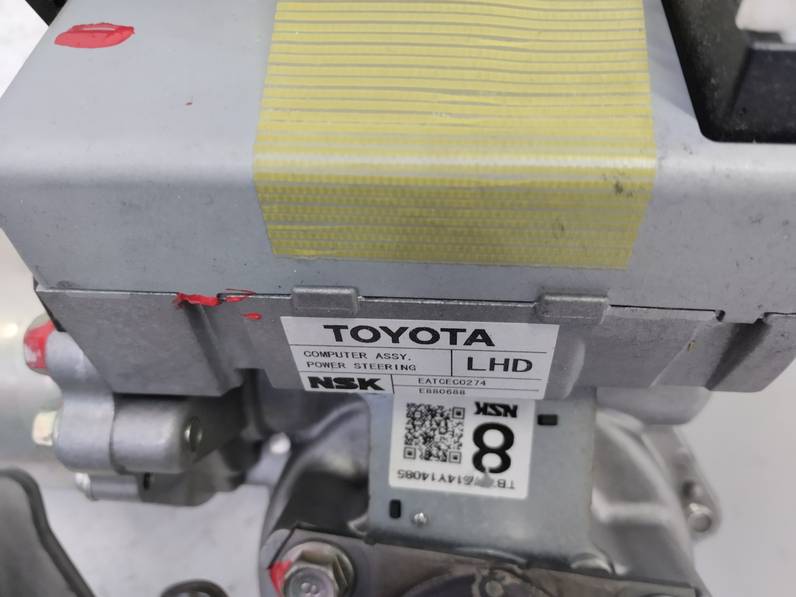 TOYOTA
COMPUTER ASSY.
POWER STEERING
LHD
NSK
EATCEC0274
E880688
NSK
8